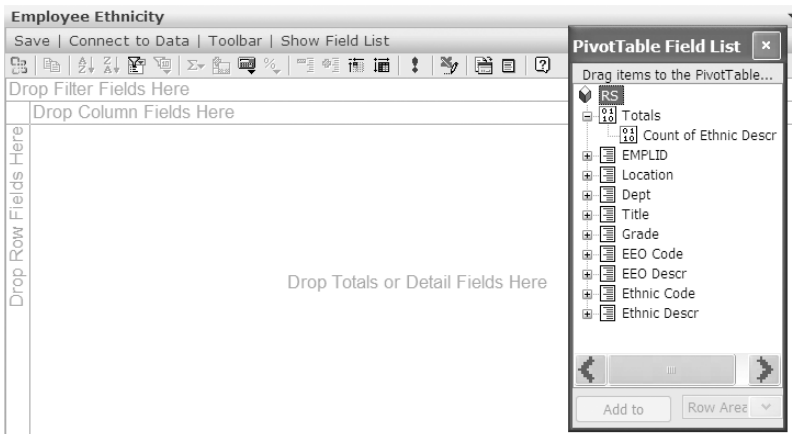 Employee Ethnicity
Save | Connect to Data | Toolbar | Show Field List
Drop Filter Fields Here
Drop Column Fields Here
Drop Row Fields Here
Drop Totals or Detail Fields Here
PivotTable Field List
Drag items to the PivotTable...
RS
Totals
Count of Ethnic Descr
EMPLID
Location
Dept
Title
Grade
EEO Code
EEO Descr
Ethnic Code
Ethnic Descr
Add to
Row Area